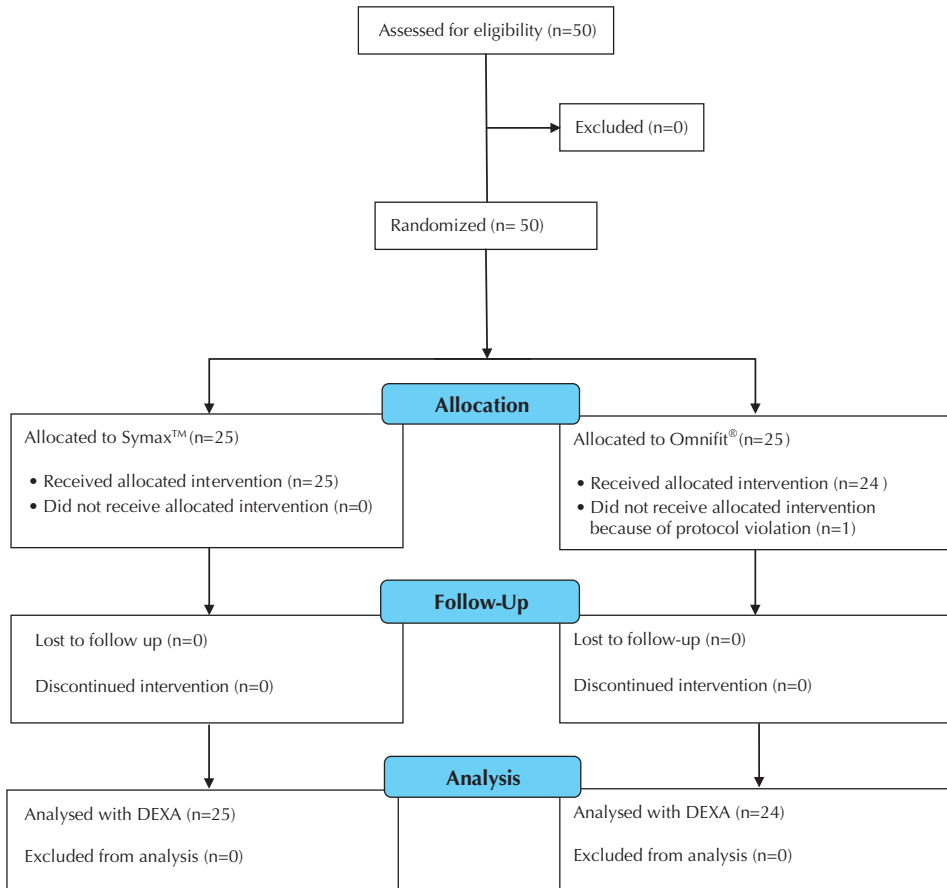 Assessed for eligibility (n=50)
Excluded (n=0)
Randomized (n= 50)
Allocation
Allocated to Symax™ (n=25)
• Received allocated intervention (n=25)
• Did not receive allocated intervention (n=0)
Allocated to Omnifit® (n=25)
• Received allocated intervention (n=24 )
• Did not receive allocated intervention
because of protocol violation (n=1)
Follow-Up
Lost to follow up (n=0)
Discontinued intervention (n=0)
Lost to follow-up (n=0)
Discontinued intervention (n=0)
Analysis
Analysed with DEXA (n=25)
Excluded from analysis (n=0)
Analysed with DEXA (n=24)
Excluded from analysis (n=0)